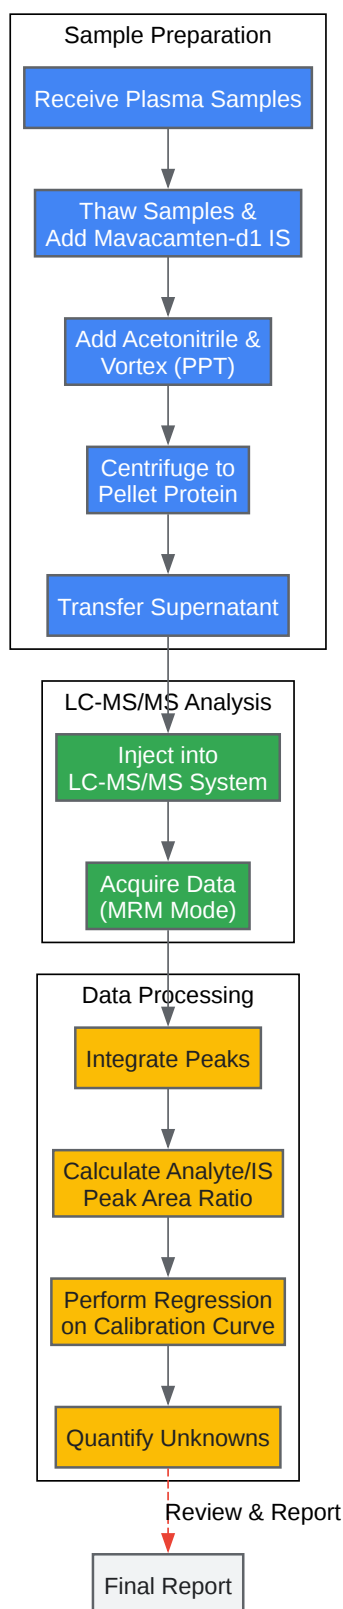 Sample Preparation
Receive Plasma Samples
Thaw Samples &
Add Mavacamten-d1 IS
Add Acetonitrile &
Vortex (PPT)
Centrifuge to
Pellet Protein
Transfer Supernatant
LC-MS/MS Analysis
Inject into
LC-MS/MS System
Acquire Data
(MRM Mode)
Data Processing
Integrate Peaks
Calculate Analyte/IS
Peak Area Ratio
Perform Regression
on Calibration Curve
Quantify Unknowns
Review & Report
Final Report